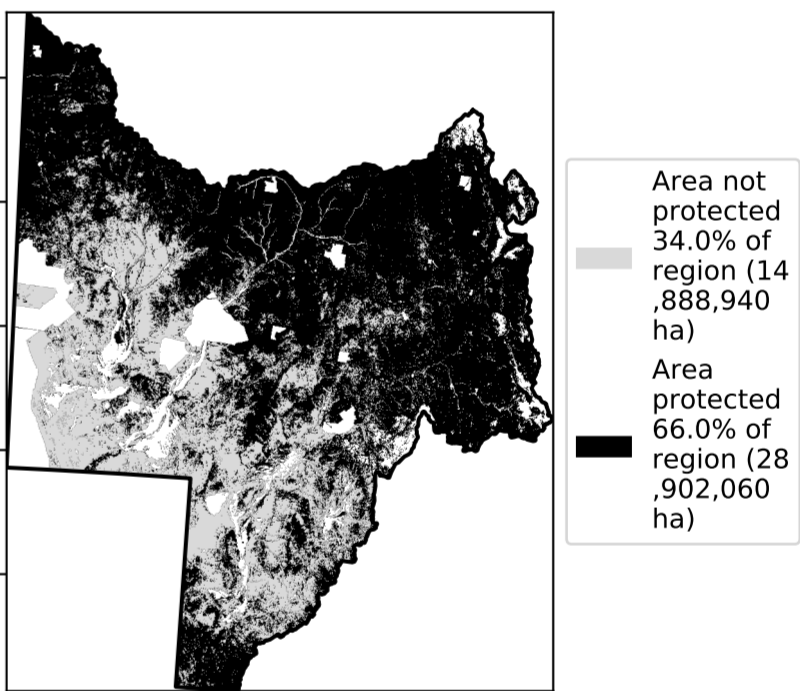 Area not
protected
34.0% of
region (14
,888,940
ha)
Area
protected
66.0% of
region (28
,902,060
ha)